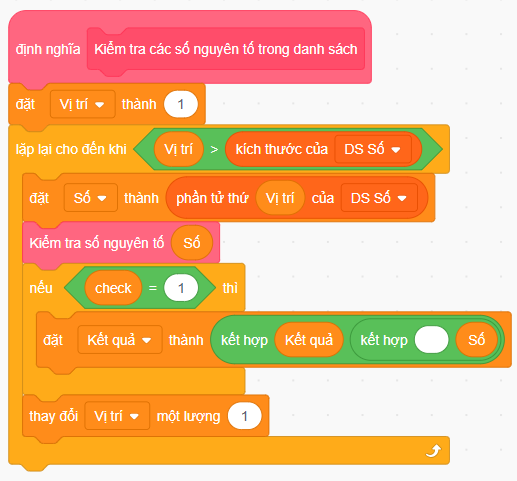 định nghĩa Kiểm tra các số nguyên tố trong danh sách
đặt Vị trí thành 1
lặp lại cho đến khi Vị trí > kích thước của DS Số
đặt Số thành phần tử thứ Vị trí của DS Số
Kiểm tra số nguyên tố Số
nếu check = 1 thì
đặt Kết quả thành kết hợp Kết quả kết hợp Số
thay đổi Vị trí một lượng 1